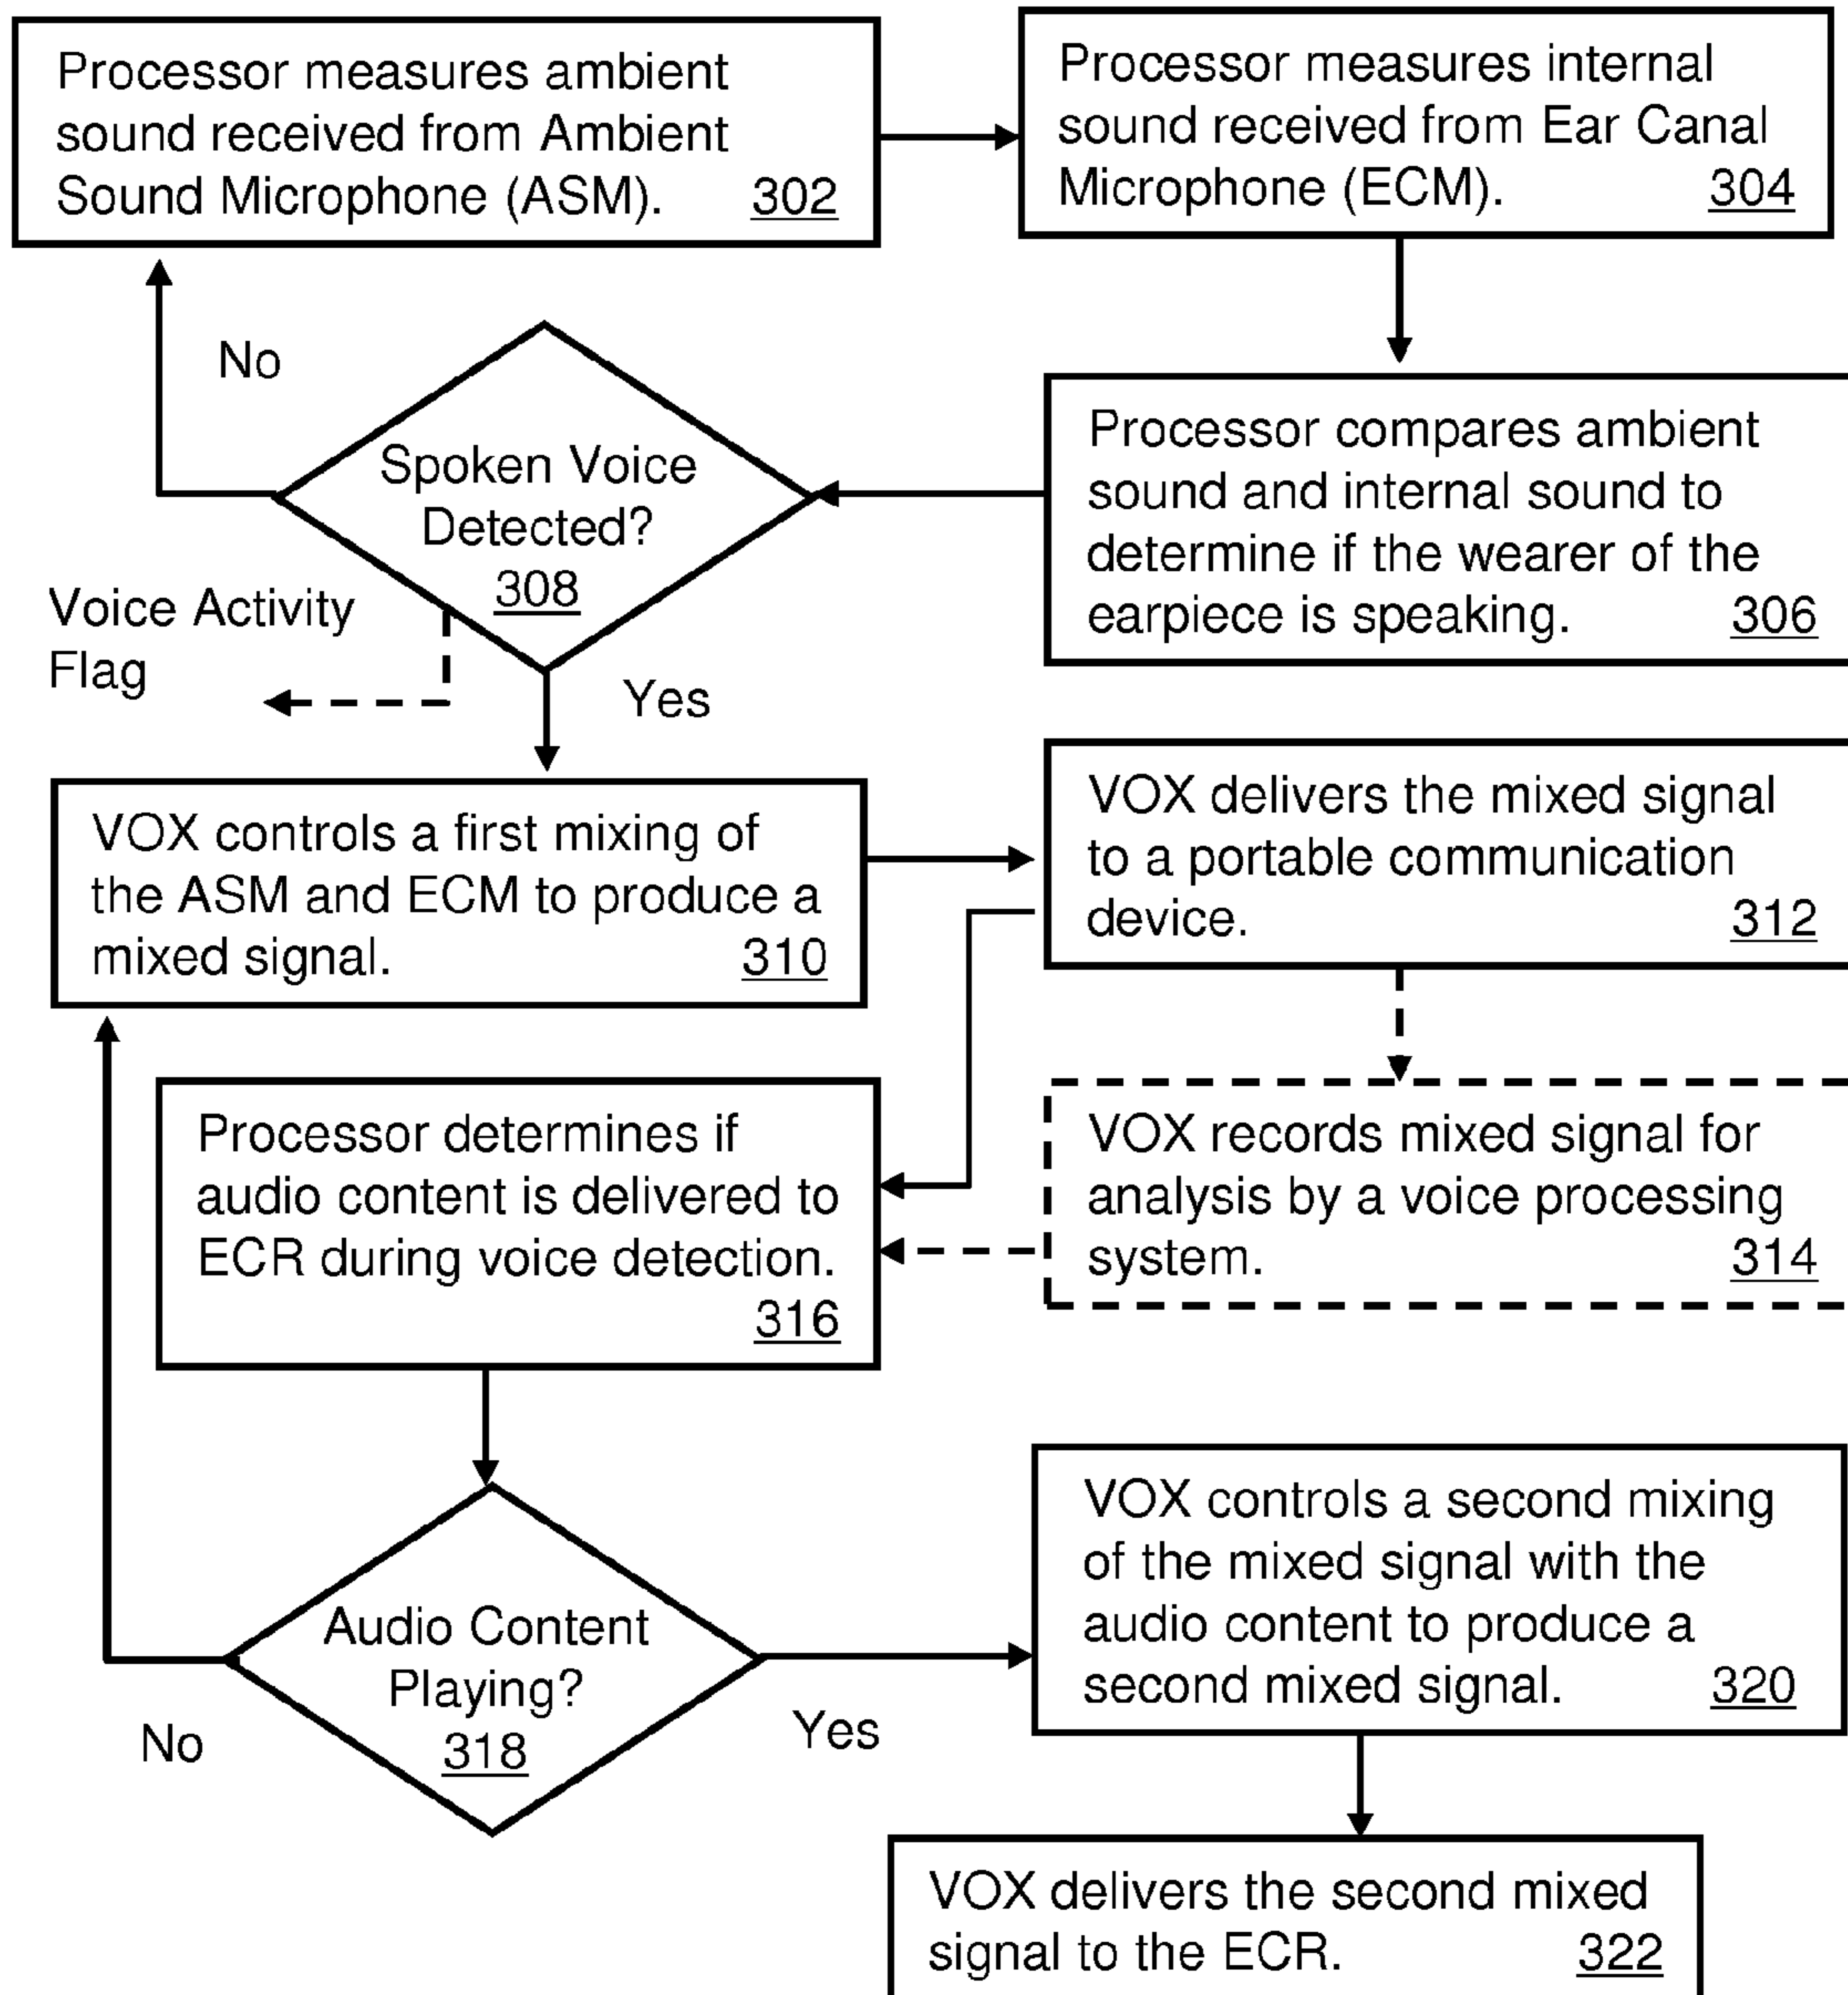 Processor measures ambient
sound received from Ambient
Sound Microphone (ASM). 302
Processor measures internal
sound received from Ear Canal
Microphone (ECM). 304
Processor compares ambient
sound and internal sound to
determine if the wearer of the
earpiece is speaking. 306
No
Spoken Voice
Detected?
308
Voice Activity
Flag
Yes
VOX controls a first mixing of
the ASM and ECM to produce a
mixed signal. 310
VOX delivers the mixed signal
to a portable communication
device. 312
VOX records mixed signal for
analysis by a voice processing
system. 314
Processor determines if
audio content is delivered to
ECR during voice detection.
316
Audio Content
Playing?
318
No
Yes
VOX controls a second mixing
of the mixed signal with the
audio content to produce a
second mixed signal. 320
VOX delivers the second mixed
signal to the ECR. 322